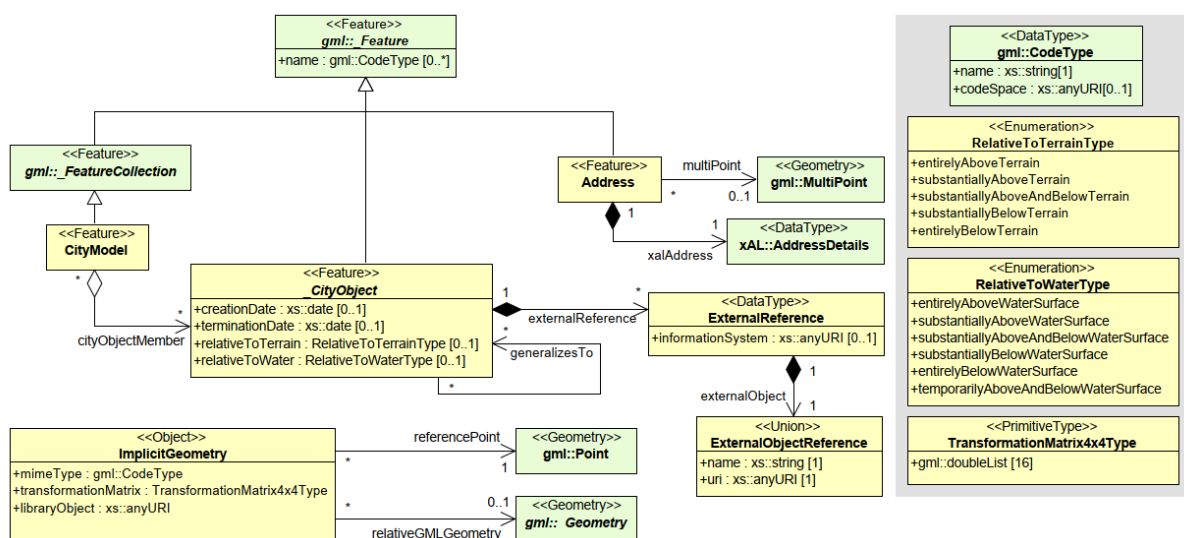 <<Feature>>
gml::_Feature
+name : gml::CodeType [0..*]
<<Feature>>
gml::_FeatureCollection
<<Feature>>
CityModel
*
*
cityObjectMember
<<Feature>>
Address
multiPoint
*
0..1
<<Geometry>>
gml::MultiPoint
1
1
xalAddress
<<DataType>>
xAL::AddressDetails
<<Feature>>
_CityObject
+creationDate : xs::date [0..1]
+terminationDate : xs::date [0..1]
+relativeToTerrain : RelativeToTerrainType [0..1]
+relativeToWater : RelativeToWaterType [0..1]
1
*
externalReference
*
generalizesTo
*
<<DataType>>
ExternalReference
+informationSystem : xs::anyURI [0..1]
1
externalObject
1
<<Union>>
ExternalObjectReference
+name : xs::string [1]
+uri : xs::anyURI [1]
<<Object>>
ImplicitGeometry
+mimeType : gml::CodeType
+transformationMatrix : TransformationMatrix4x4Type
+libraryObject : xs::anyURI
referencePoint
*
1
<<Geometry>>
gml::Point
*
0..1
relativeGMLGeometry
<<Geometry>>
gml::_Geometry
<<DataType>>
gml::CodeType
+name : xs::string[1]
+codeSpace : xs::anyURI[0..1]
<<Enumeration>>
RelativeToTerrainType
+entirelyAboveTerrain
+substantiallyAboveTerrain
+substantiallyAboveAndBelowTerrain
+substantiallyBelowTerrain
+entirelyBelowTerrain
<<Enumeration>>
RelativeToWaterType
+entirelyAboveWaterSurface
+substantiallyAboveWaterSurface
+substantiallyAboveAndBelowWaterSurface
+substantiallyBelowWaterSurface
+entirelyBelowWaterSurface
+temporarilyAboveAndBelowWaterSurface
<<PrimitiveType>>
TransformationMatrix4x4Type
+gml::doubleList [16]